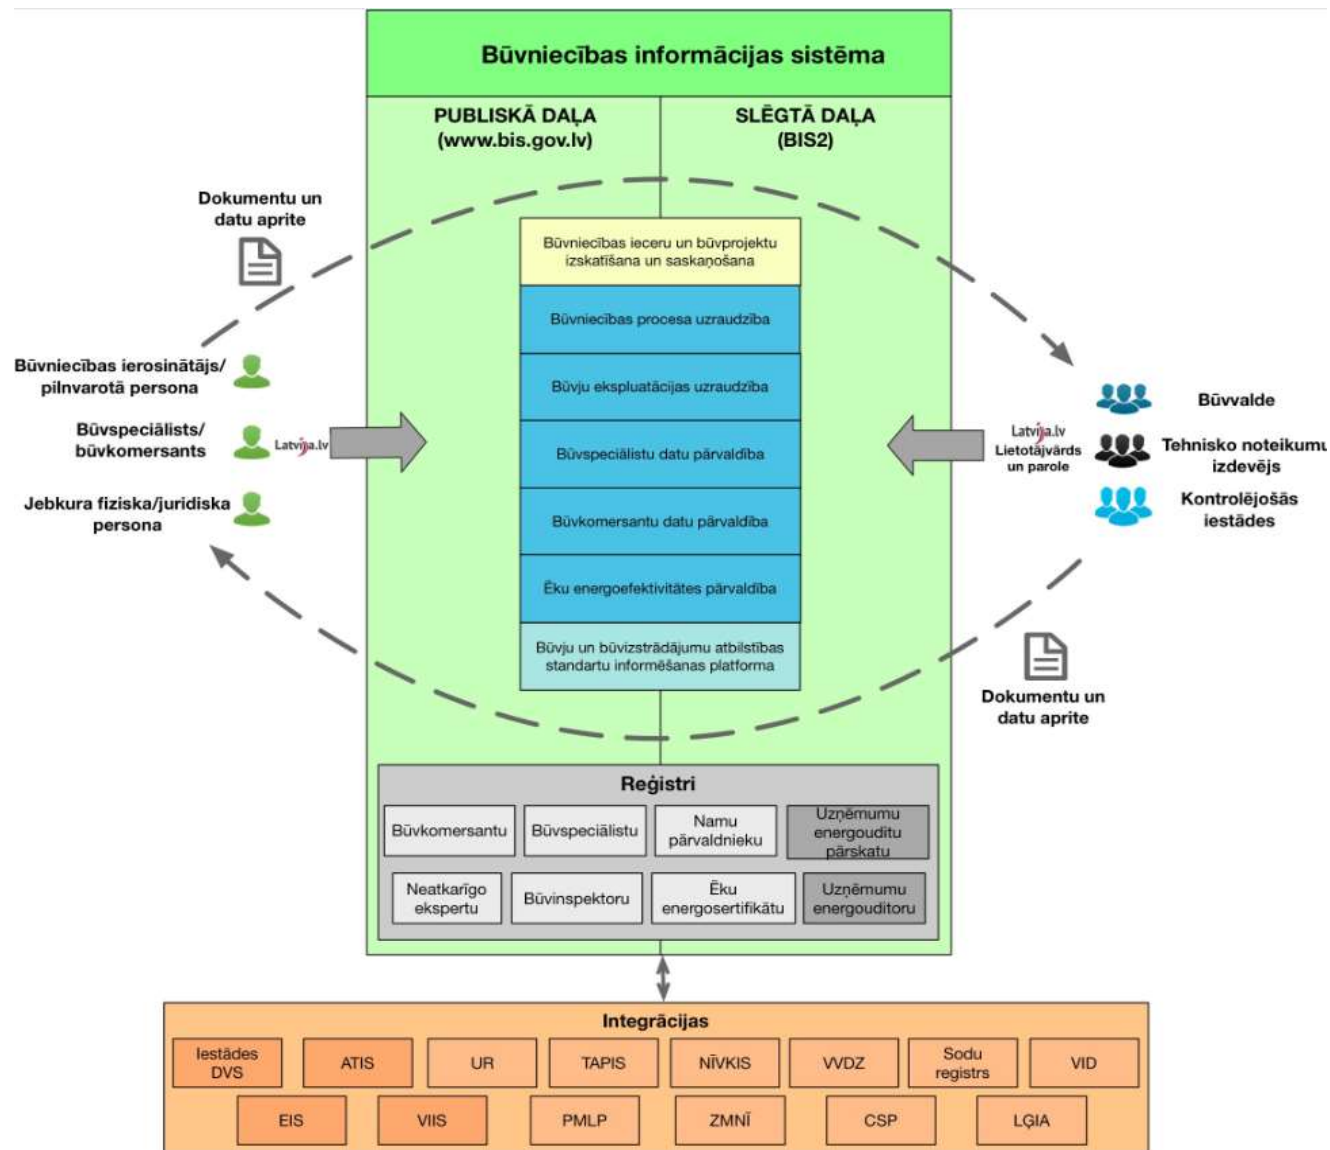 Būvniecības informācijas sistēma
PUBLISKĀ DAĻA
(www.bis.gov.lv)
SLĒGTĀ DAĻA
(BIS2)
Dokumentu un
datu aprite
Būvniecības ieceru un būvprojektu
izskatīšana un saskaņošana
Būvniecības procesa uzraudzība
Būvju ekspluatācijas uzraudzība
Būvspeciālistu datu pārvaldība
Būvkomersantu datu pārvaldība
Ēku energoefektivitātes pārvaldība
Būvju un būvizstrādājumu atbilstības
standartu informēšanas platforma
Būvniecības ierosinātājs/
pilnvarotā persona
Būvspeciālists/
būvkomersants
Latvija.lv
Jebkura fiziska/juridiska
persona
Būvvalde
Latvija.lv
Lietotājvārds
un parole
Tehnisko noteikumu
izdevējs
Kontrolējošās
iestādes
Dokumentu un
datu aprite
Reģistri
Būvkomersantu
Būvspeciālistu
Namu
pārvaldnieku
Uzņēmumu
energouditu
pārskatu
Neatkarīgo
ekspertu
Būvinspektoru
Ēku
energosertifikātu
Uzņēmumu
energouditoru
Integrācijas
Iestādes
DVS
ATIS
UR
TAPIS
NĪVKIS
VVDZ
Sodu
registrs
VID
EIS
VIIS
PMLP
ZMNĪ
CSP
LĢIA